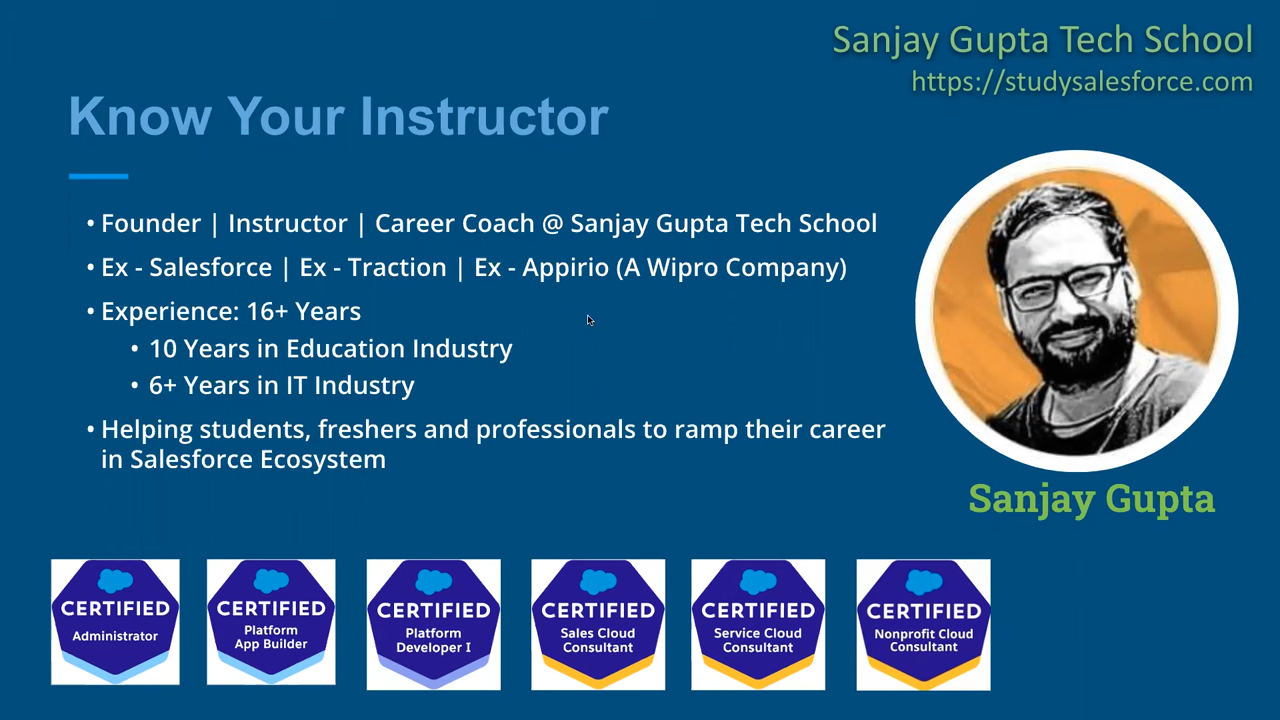 Sanjay Gupta Tech School
https://studysalesforce.com
Know Your Instructor
• Founder | Instructor | Career Coach @ Sanjay Gupta Tech School
• Ex - Salesforce | Ex - Traction | Ex - Appirio (A Wipro Company)
• Experience: 16+ Years
• 10 Years in Education Industry
• 6+ Years in IT Industry
• Helping students, freshers and professionals to ramp their career
in Salesforce Ecosystem
Sanjay Gupta
CERTIFIED
Administrator
CERTIFIED
Platform
App Builder
CERTIFIED
Platform
Developer I
CERTIFIED
Sales Cloud
Consultant
CERTIFIED
Service Cloud
Consultant
CERTIFIED
Nonprofit Cloud
Consultant